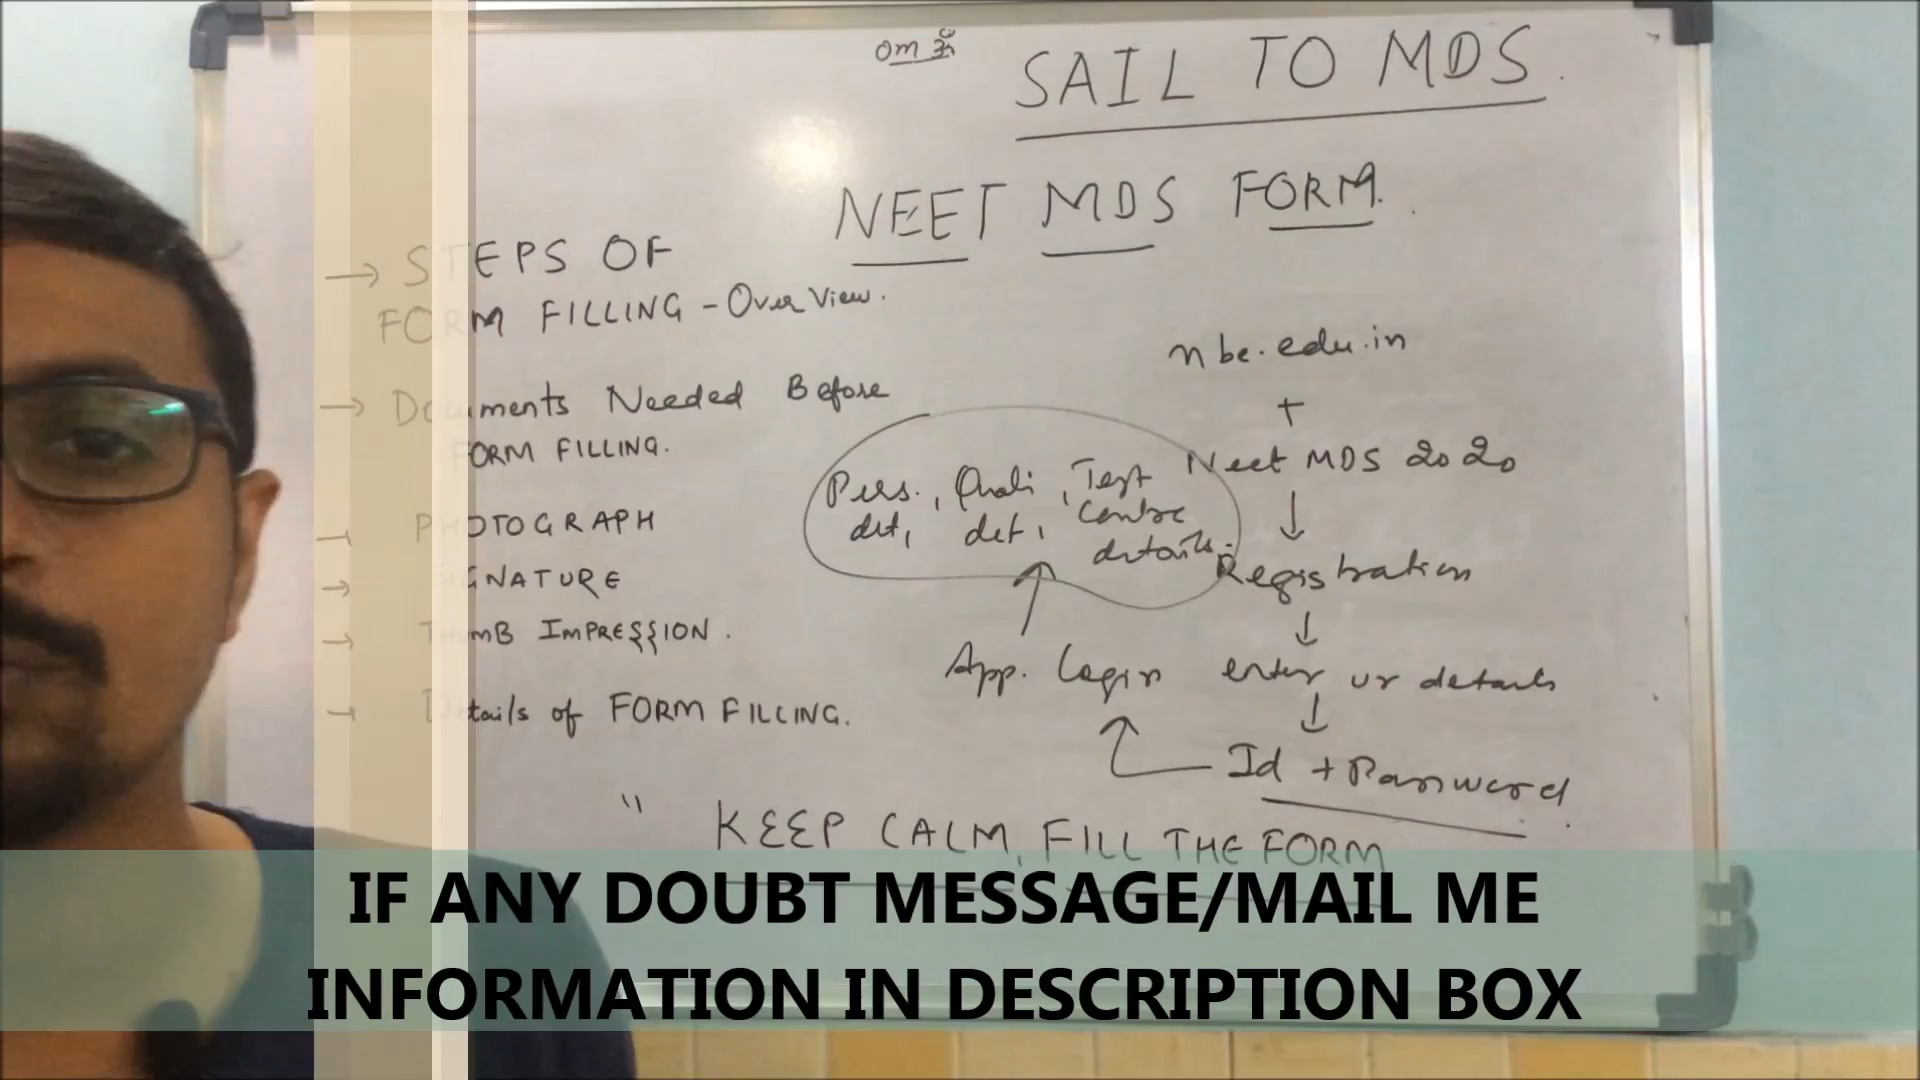 om ॐ
SAIL TO MDS.
NEET MDS FORM.
→ STEPS OF
FORM FILLING - Over View.
→ Documents Needed Before
FORM FILLING.
→ PHOTOGRAPH
→ SIGNATURE
→ THUMB IMPRESSION.
→ Details of FORM FILLING.
nbe.edu.in
+
Neet MDS 2020
↓
Registration
↓
enter ur details
↓
Id + Password.
App. Login
Pers. , Quali , Test
det, det, Centre
details.
" KEEP CALM, FILL THE FORM
IF ANY DOUBT MESSAGE/MAIL ME
INFORMATION IN DESCRIPTION BOX